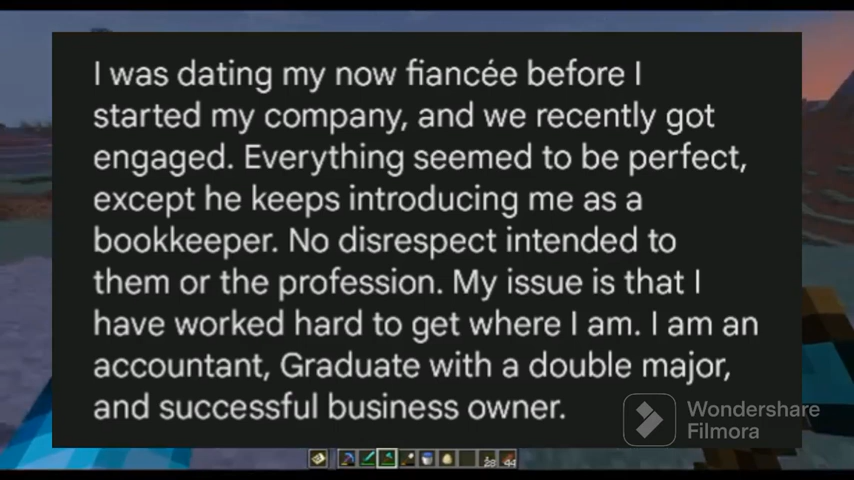 I was dating my now fiancée before I
started my company, and we recently got
engaged. Everything seemed to be perfect,
except he keeps introducing me as a
bookkeeper. No disrespect intended to
them or the profession. My issue is that I
have worked hard to get where I am. I am an
accountant, Graduate with a double major,
and successful business owner.
Wondershare
Filmora
28
44